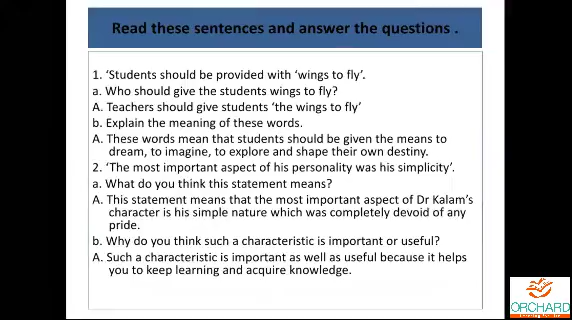 Read these sentences and answer the questions .
1. ‘Students should be provided with ‘wings to fly’.
a. Who should give the students wings to fly?
A. Teachers should give students ‘the wings to fly’
b. Explain the meaning of these words.
A. These words mean that students should be given the means to
dream, to imagine, to explore and shape their own destiny.
2. ‘The most important aspect of his personality was his simplicity’.
a. What do you think this statement means?
A. This statement means that the most important aspect of Dr Kalam’s
character is his simple nature which was completely devoid of any
pride.
b. Why do you think such a characteristic is important or useful?
A. Such a characteristic is important as well as useful because it helps
you to keep learning and acquire knowledge.
ORCHARD